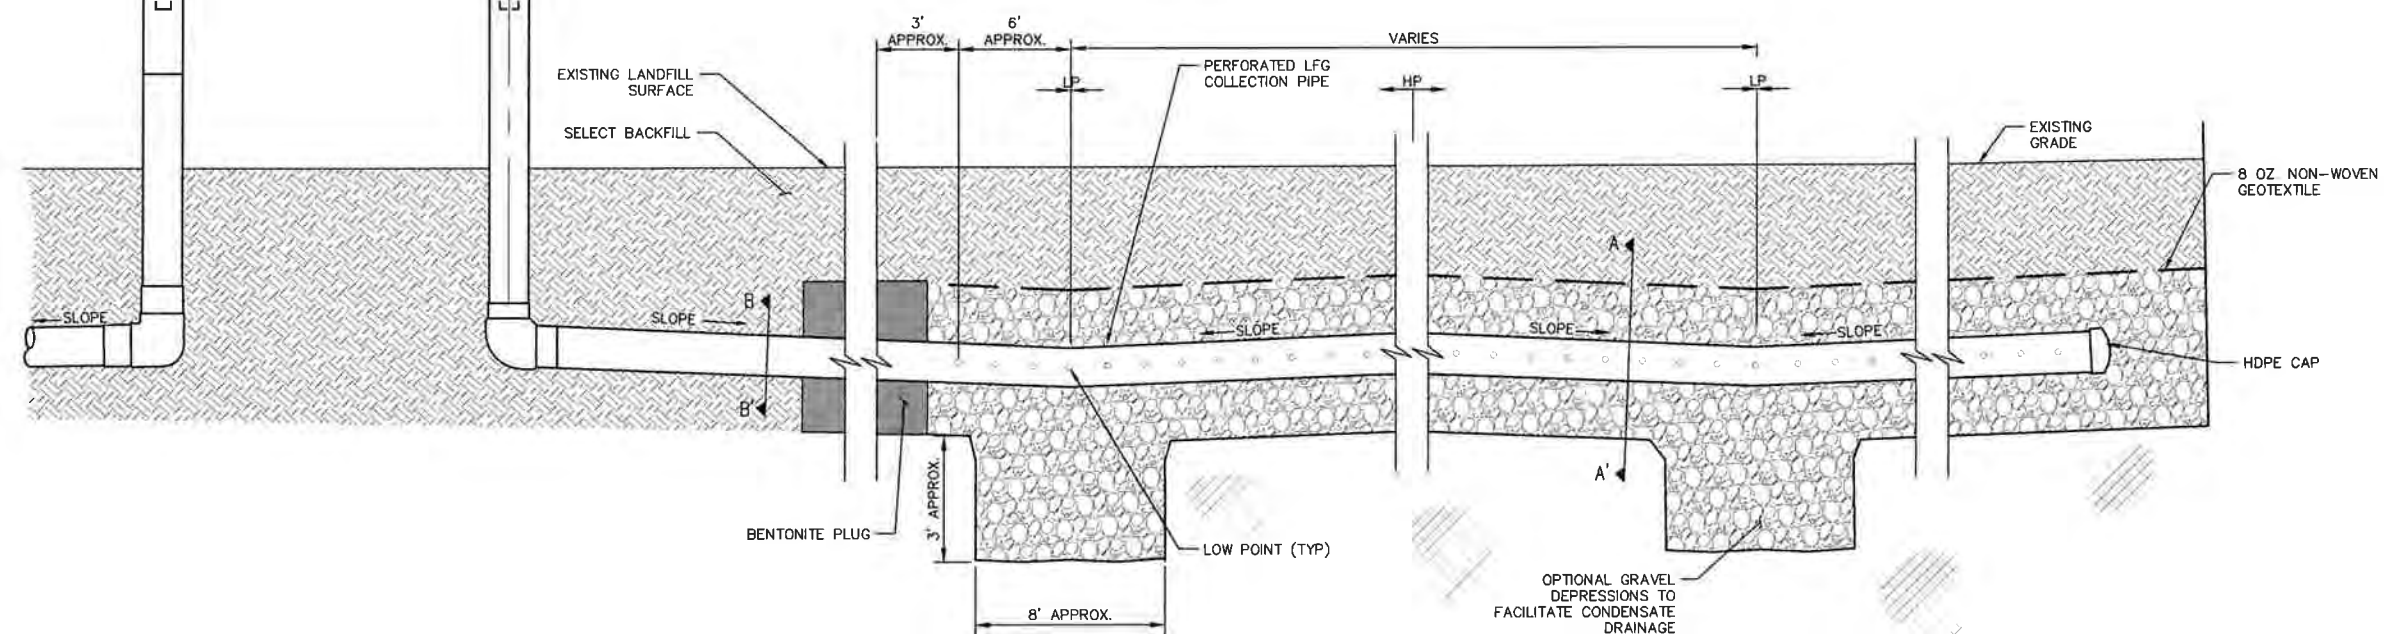 3'
APPROX.
6'
APPROX.
VARIES
EXISTING LANDFILL
SURFACE
PERFORATED LFG
COLLECTION PIPE
LP
HP
LP
SELECT BACKFILL
EXISTING
GRADE
8 OZ NON-WOVEN
GEOTEXTILE
A
B
SLOPE
SLOPE
SLOPE
SLOPE
SLOPE
HDPE CAP
B'
A'
3' APPROX.
BENTONITE PLUG
LOW POINT (TYP)
OPTIONAL GRAVEL
DEPRESSIONS TO
FACILITATE CONDENSATE
DRAINAGE
8' APPROX.